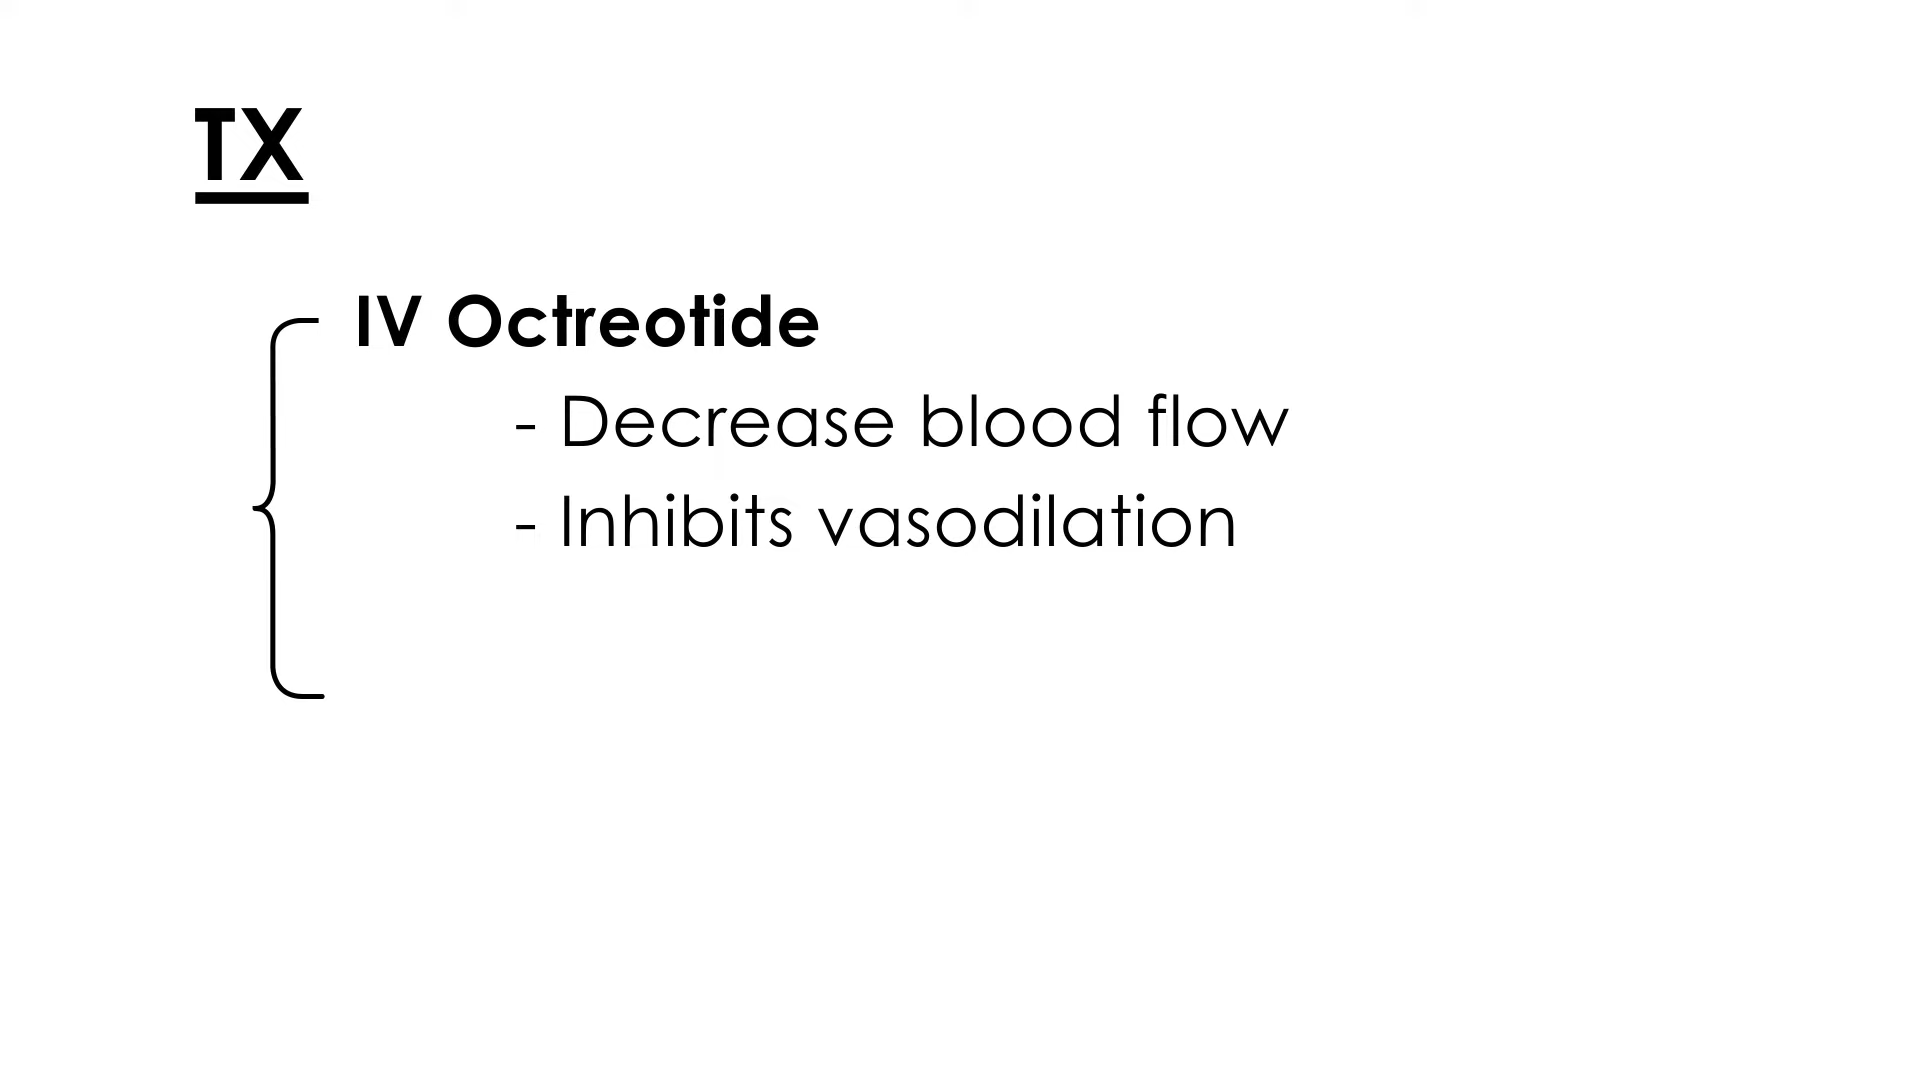 TX
IV Octreotide
- Decrease blood flow
- Inhibits vasodilation